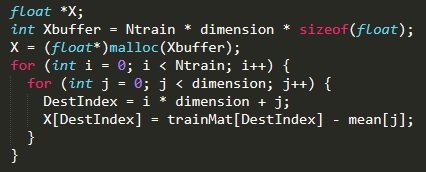 float *X;
int Xbuffer = Ntrain * dimension * sizeof(float);
X = (float*)malloc(Xbuffer);
for (int i = 0; i < Ntrain; i++) {
  for (int j = 0; j < dimension; j++) {
    DestIndex = i * dimension + j;
    X[DestIndex] = trainMat[DestIndex] - mean[j];
  }
}